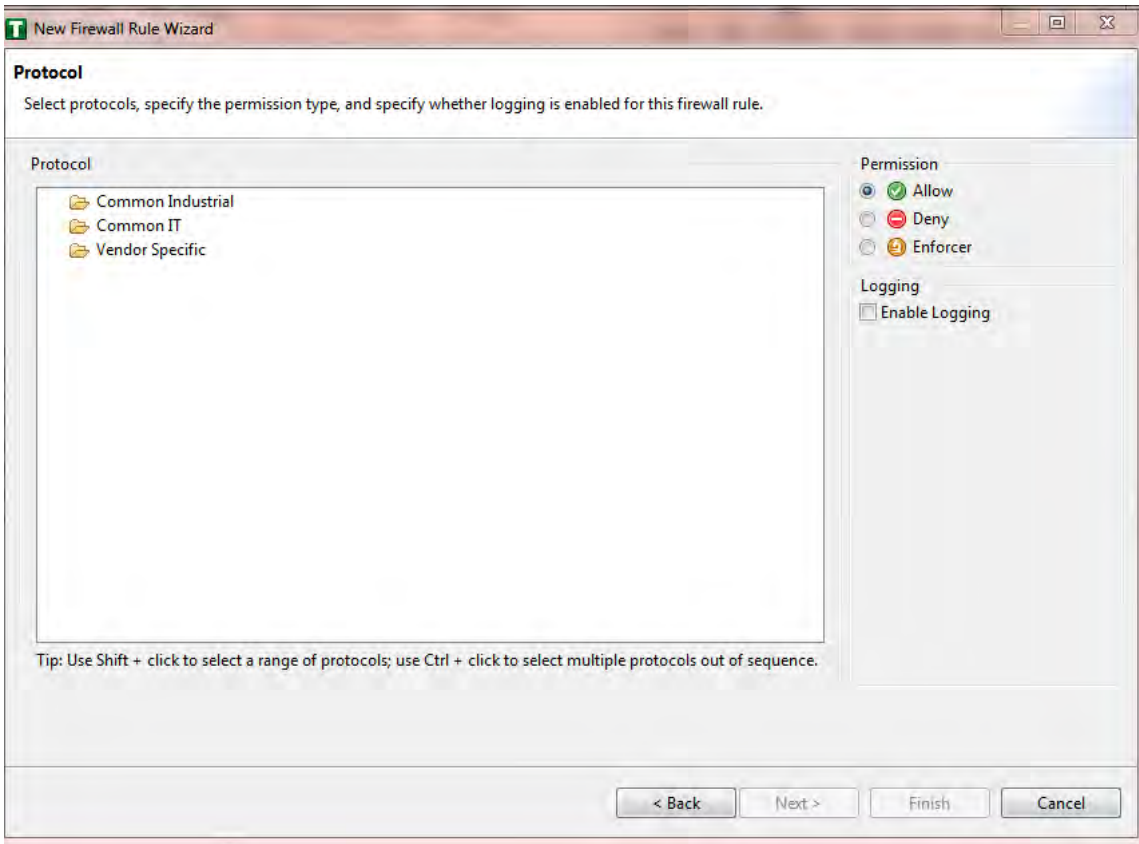 New Firewall Rule Wizard
Protocol
Select protocols, specify the permission type, and specify whether logging is enabled for this firewall rule.
Protocol
Common Industrial
Common IT
Vendor Specific
Tip: Use Shift + click to select a range of protocols; use Ctrl + click to select multiple protocols out of sequence.
Permission
Allow
Deny
Enforcer
Logging
Enable Logging
< Back
Next >
Finish
Cancel